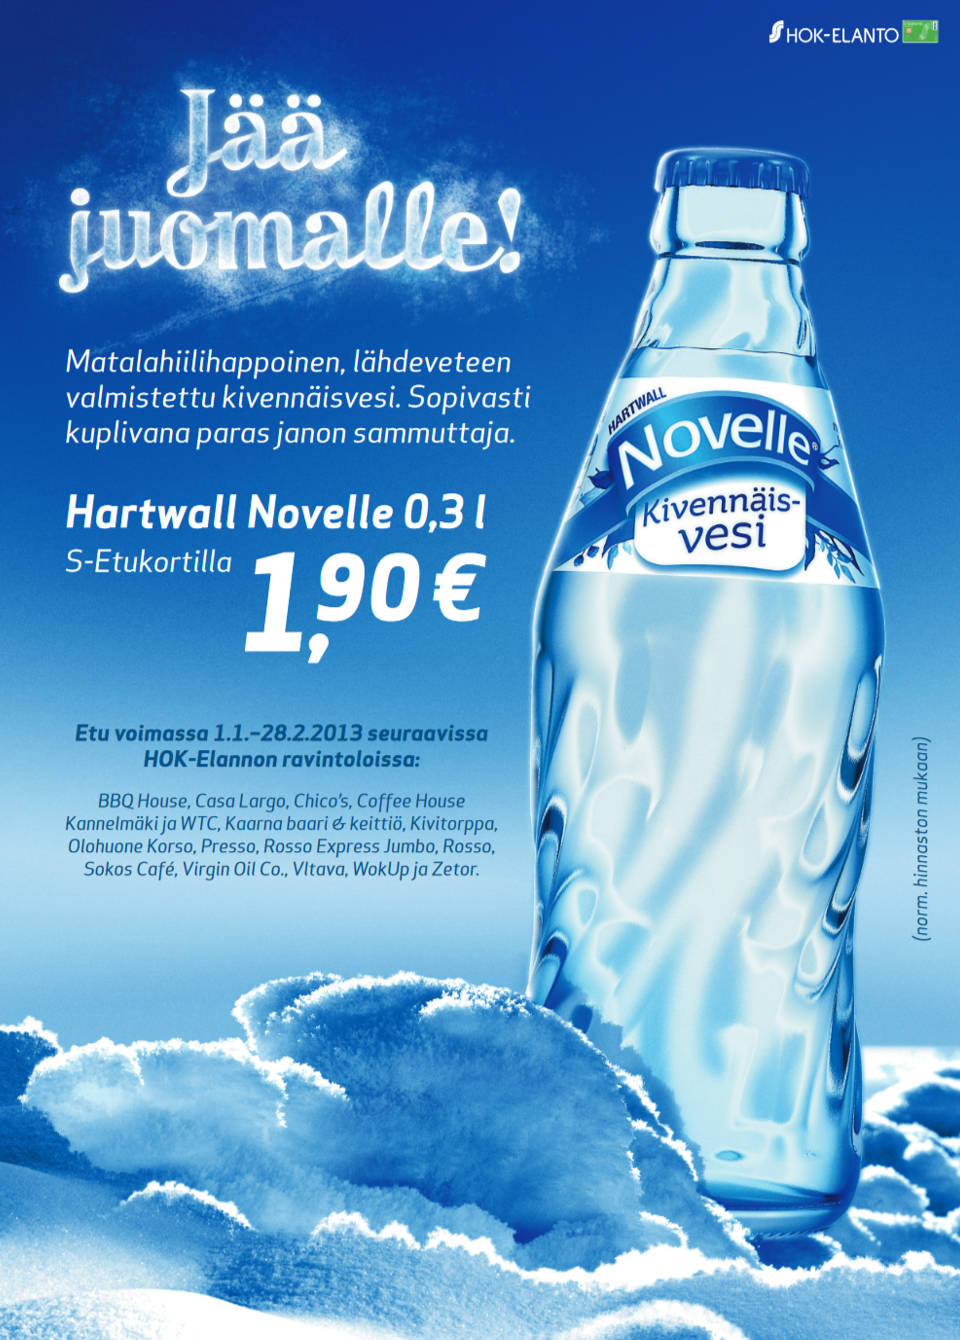 HOK-ELANTO
Jää
juomalle!
Matalahiilihappoinen, lähdeveteen
valmistettu kivennäisvesi. Sopivasti
kuplivana paras janon sammuttaja.
Hartwall Novelle 0,3 l
S-Etukortilla
1,90 €
HARTWALL
Novelle®
Kivennäis-
vesi
Etu voimassa 1.1.–28.2.2013 seuraavissa
HOK-Elannon ravintoloissa:
BBQ House, Casa Largo, Chico's, Coffee House
Kannelmäki ja WTC, Kaarna baari & keittiö, Kivitorppa,
Olohuone Korso, Presso, Rosso Express Jumbo, Rosso,
Sokos Café, Virgin Oil Co., Vltava, WokUp ja Zetor.
(norm. hinnaston mukaan)